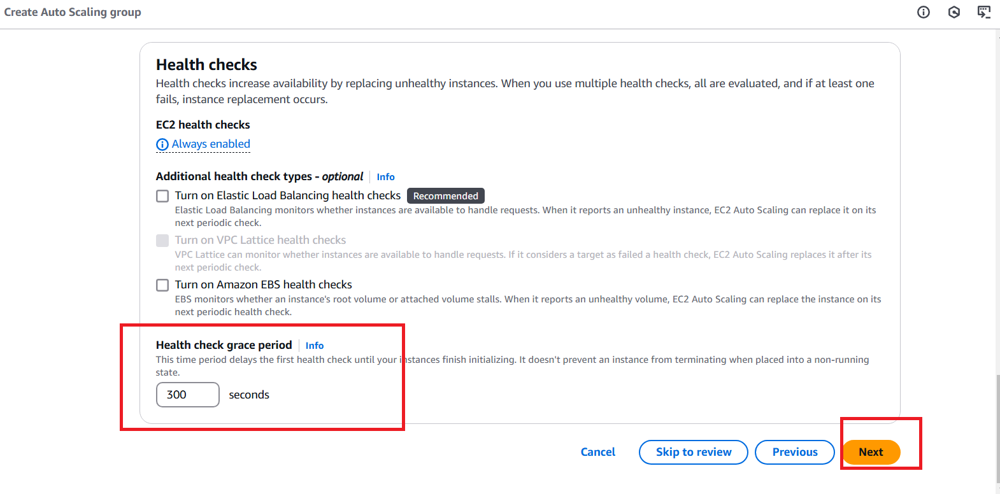 Create Auto Scaling group
Health checks
Health checks increase availability by replacing unhealthy instances. When you use multiple health checks, all are evaluated, and if at least one
fails, instance replacement occurs.
EC2 health checks
Always enabled
Additional health check types - optional Info
Turn on Elastic Load Balancing health checks Recommended
Elastic Load Balancing monitors whether instances are available to handle requests. When it reports an unhealthy instance, EC2 Auto Scaling can replace it on its
next periodic check.
Turn on VPC Lattice health checks
VPC Lattice can monitor whether instances are available to handle requests. If it considers a target as failed a health check, EC2 Auto Scaling replaces it after its
next periodic check.
Turn on Amazon EBS health checks
EBS monitors whether an instance's root volume or attached volume stalls. When it reports an unhealthy volume, EC2 Auto Scaling can replace the instance on its
next periodic health check.
Health check grace period Info
This time period delays the first health check until your instances finish initializing. It doesn't prevent an instance from terminating when placed into a non-running
state.
300 seconds
Cancel Skip to review Previous Next